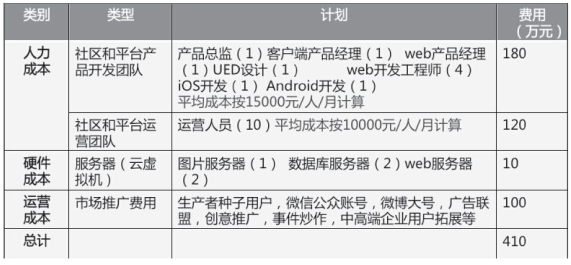 类别 类型 计划 费用
（万元）
人力
成本 社区和平台产
品开发团队 产品总监（1）客户端产品经理（1） web产品经理
（1）UED设计（1） web开发工程师（4）
iOS开发（1） Android开发（1）
平均成本按15000元/人/月计算 180
社区和平台运
营团队 运营人员（10）平均成本按10000元/人/月计算 120
硬件
成本 服务器（云虚
拟机） 图片服务器（1） 数据库服务器（2）web服务器
（2） 10
运营
成本 市场推广费用 生产者种子用户，微信公众账号，微博大号，广告联
盟，创意推广，事件炒作，中高端企业用户拓展等 100
总计 410